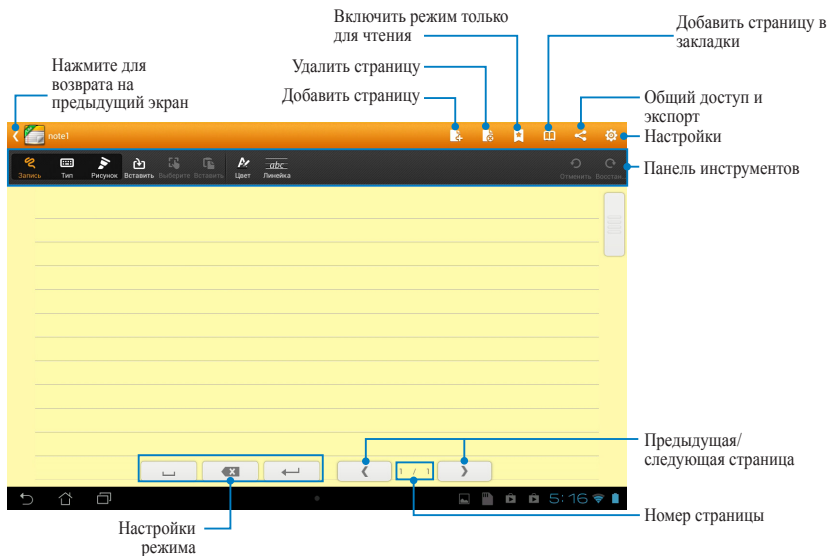 Включить режим только
для чтения
Добавить страницу в
закладки
Нажмите для
возврата на
предыдущий экран
Удалить страницу
Добавить страницу
Общий доступ и
экспорт
Настройки
note1
Панель инструментов
abc
Запись Тип Рисунок Вставить Выберите Вставить Цвет Линейка Отменить Восстан.
Предыдущая/
следующая страница
1 / 1
5:16
Номер страницы
Настройки
режима